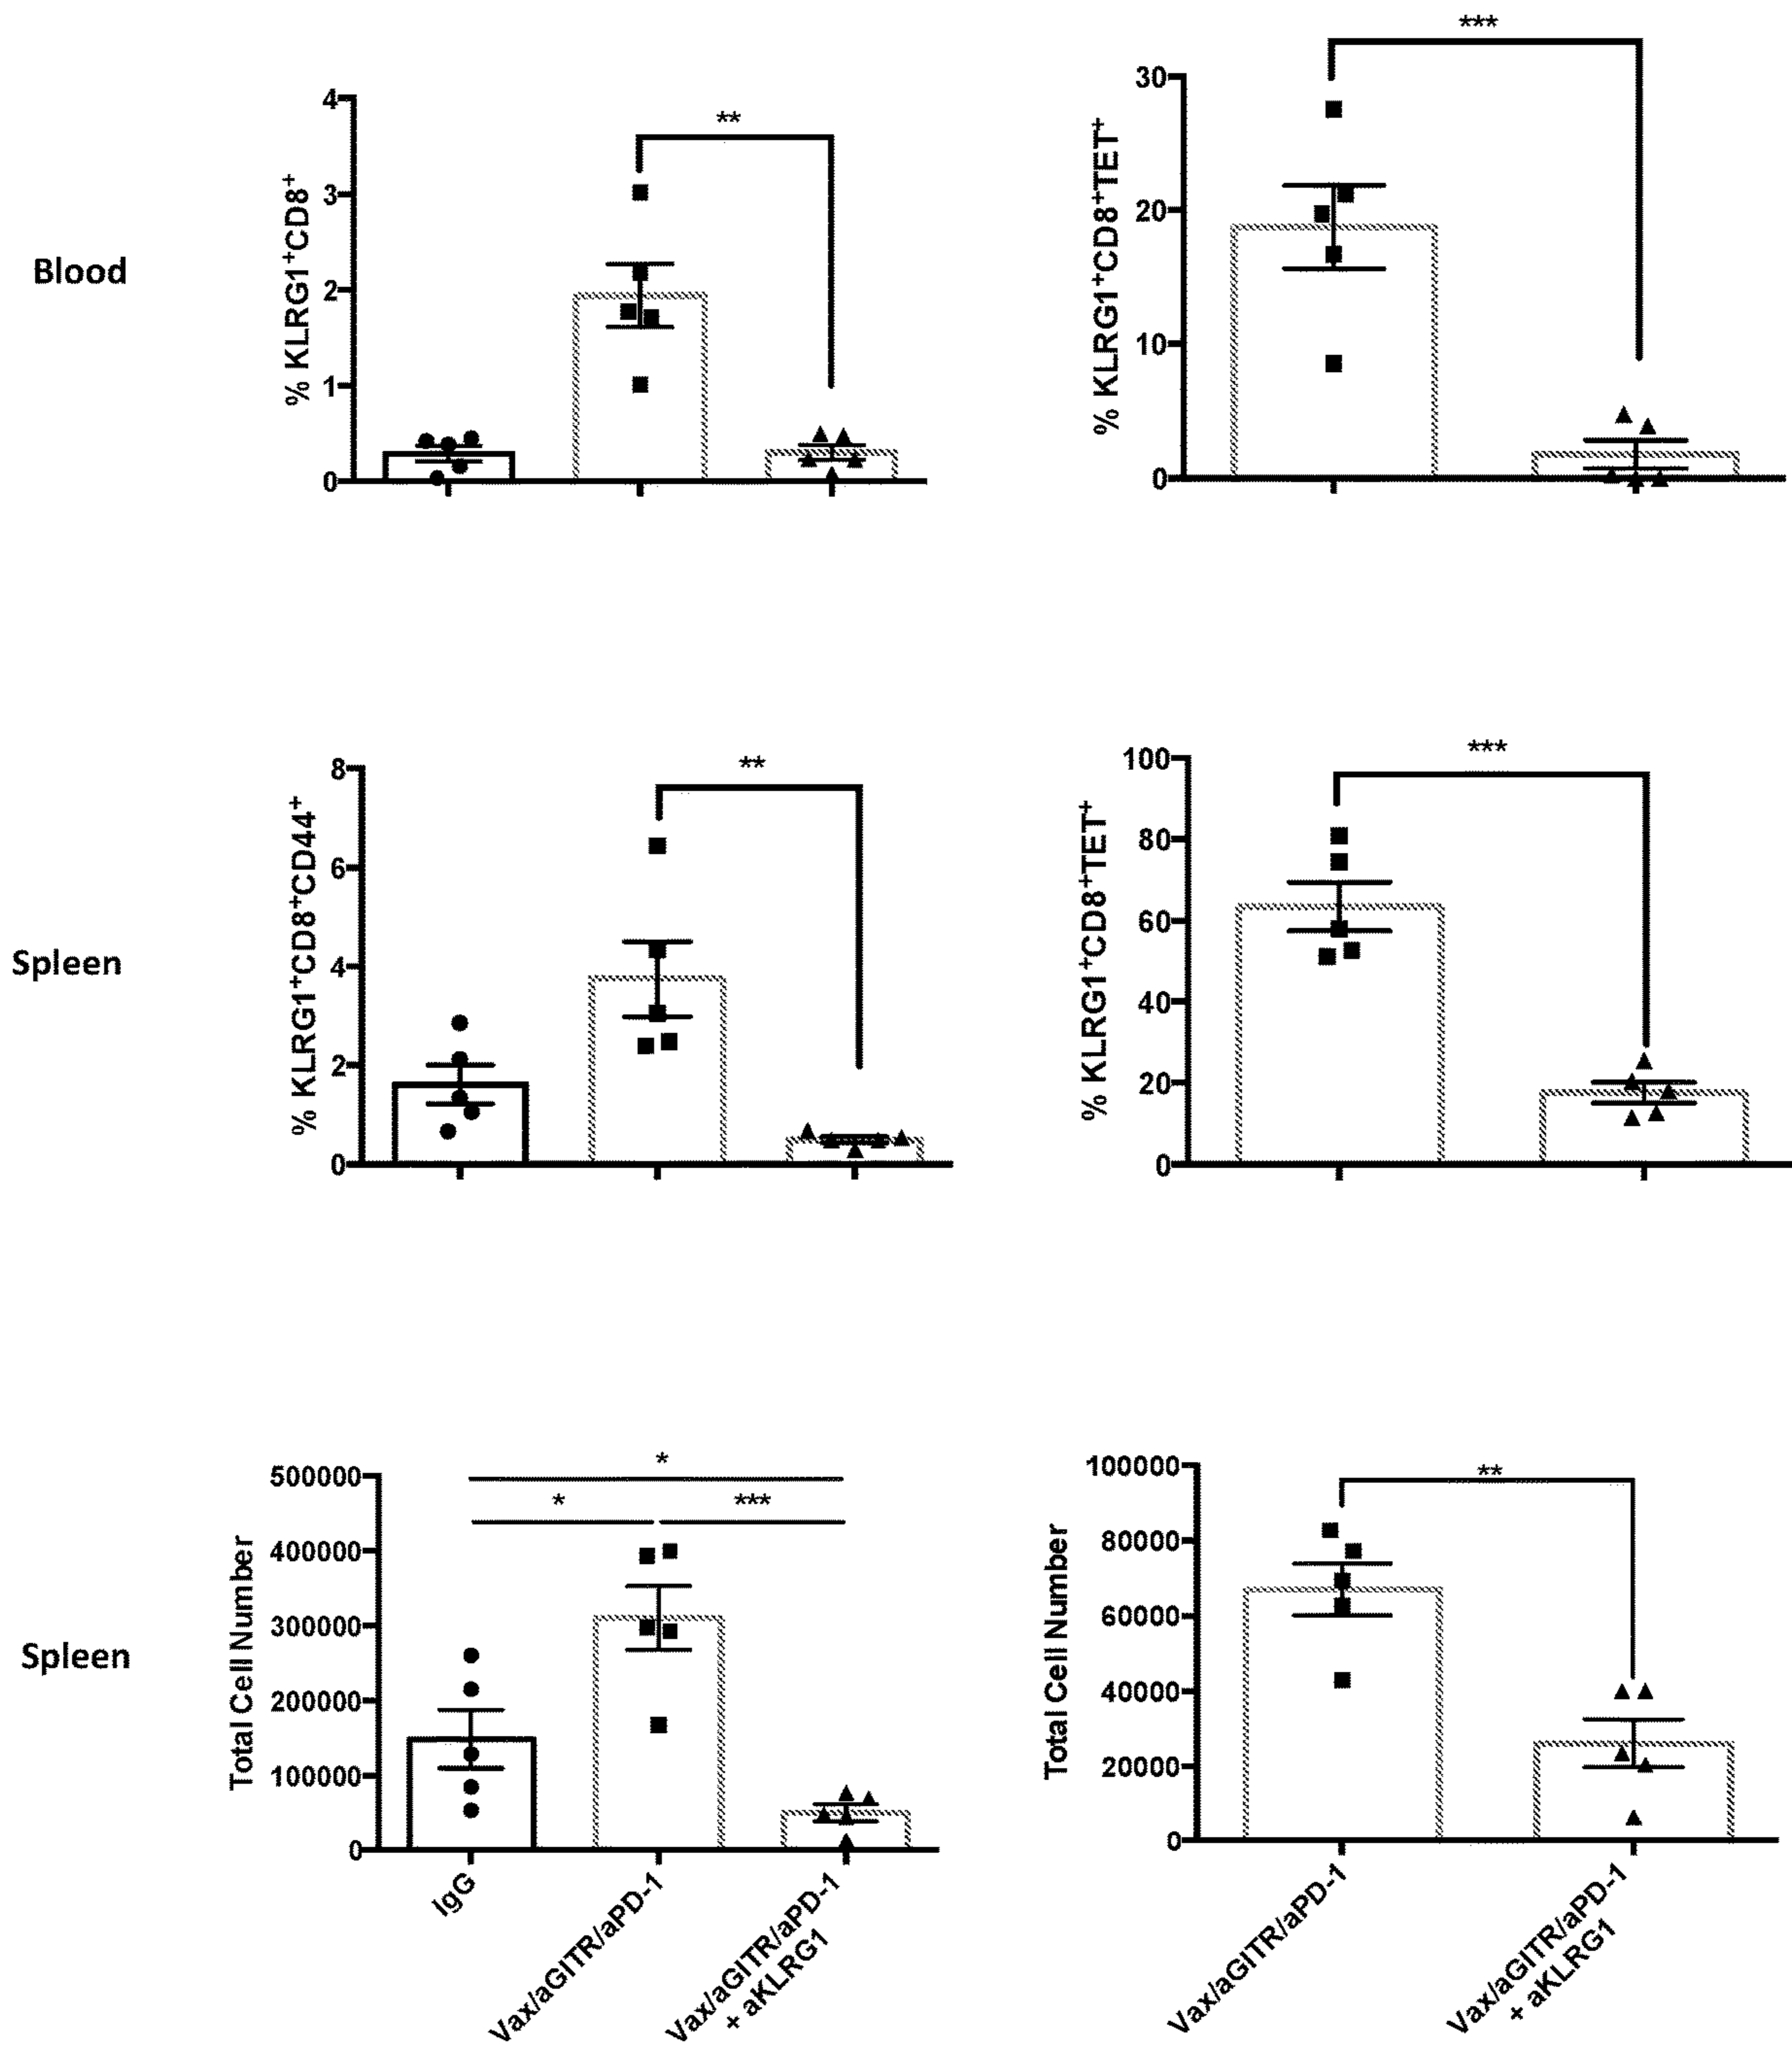 Blood
% KLRG1⁺CD8⁺
4
3
2
1
0
**
% KLRG1⁺CD8⁺TET⁺
30
20
10
0
***
Spleen
% KLRG1⁺CD8⁺CD44⁺
8
6
4
2
0
**
% KLRG1⁺CD8⁺TET⁺
100
80
60
40
20
0
***
Spleen
Total Cell Number
500000
400000
300000
200000
100000
0
*
*
***
IgG
Vax/aGITR/aPD-1
Vax/aGITR/aPD-1
+ aKLRG1
Total Cell Number
100000
80000
60000
40000
20000
0
**
Vax/aGITR/aPD-1
Vax/aGITR/aPD-1
+ aKLRG1